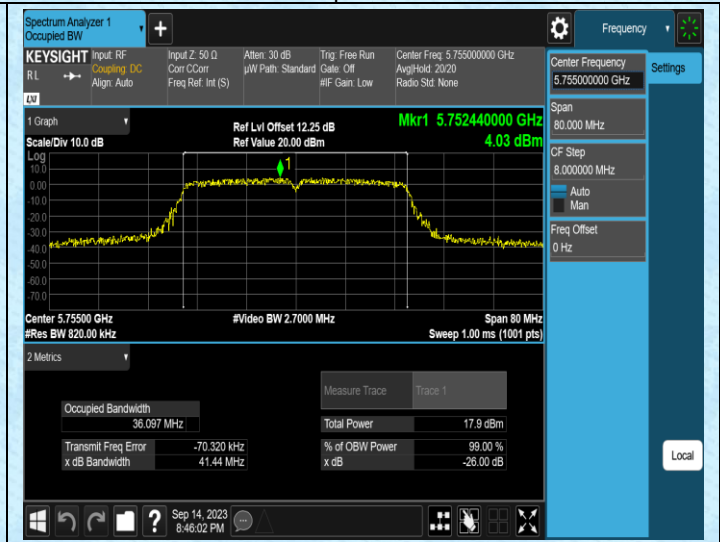 Spectrum Analyzer 1
Occupied BW
Frequency
KEYSIGHT
RL
LXI
Input: RF
Coupling: DC
Align: Auto
Input Z: 50 Ω
Corr CCorr
Freq Ref: Int (S)
Atten: 30 dB
µW Path: Standard
Trig: Free Run
Gate: Off
#IF Gain: Low
Center Freq: 5.755000000 GHz
Avg|Hold: 20/20
Radio Std: None
Center Frequency
5.755000000 GHz
Settings
Span
80.000 MHz
CF Step
8.000000 MHz
Auto
Man
Freq Offset
0 Hz
Local
1 Graph
Scale/Div 10.0 dB
Ref Lvl Offset 12.25 dB
Ref Value 20.00 dBm
Mkr1 5.752440000 GHz
4.03 dBm
Log
10.0
0.00
-10.0
-20.0
-30.0
-40.0
-50.0
-60.0
-70.0
1
Center 5.75500 GHz
#Res BW 820.00 kHz
#Video BW 2.7000 MHz
Span 80 MHz
Sweep 1.00 ms (1001 pts)
2 Metrics
Measure Trace
Trace 1
Occupied Bandwidth
36.097 MHz
Total Power
17.9 dBm
Transmit Freq Error
-70.320 kHz
% of OBW Power
99.00 %
x dB Bandwidth
41.44 MHz
x dB
-26.00 dB
?
Sep 14, 2023
8:46:02 PM